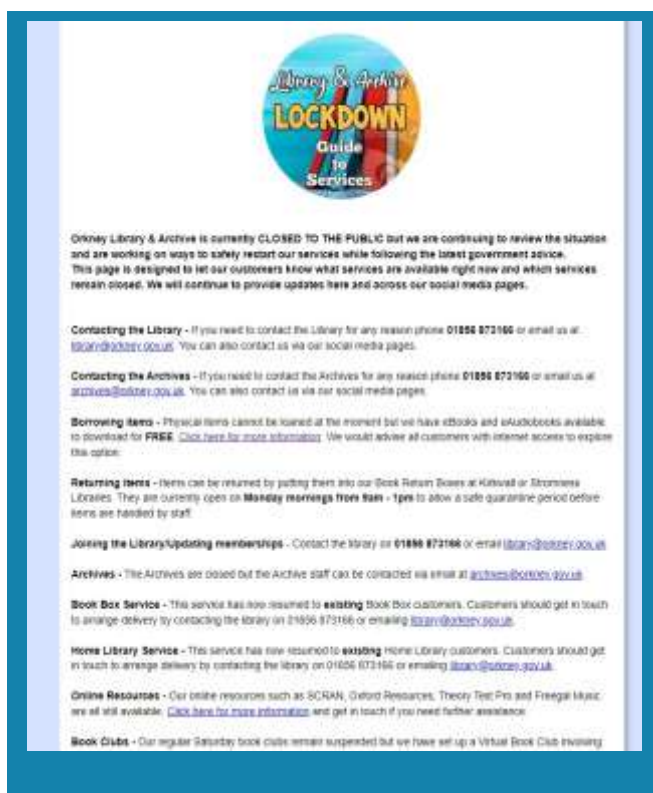 Library & Archive
LOCKDOWN
Guide
to
Services
Orkney Library & Archive is currently CLOSED TO THE PUBLIC but we are continuing to review the situation
and are working on ways to safely restart our services while following the latest government advice.
This page is designed to let our customers know what services are available right now and which services
remain closed. We will continue to provide updates here and across our social media pages.
Contacting the Library - If you need to contact the Library for any reason phone 01856 873166 or email us at
library@orkney.gov.uk. You can also contact us via our social media pages.
Contacting the Archives - If you need to contact the Archives for any reason phone 01856 873166 or email us at
archives@orkney.gov.uk. You can also contact us via our social media pages.
Borrowing items - Physical items cannot be loaned at the moment but we have eBooks and eAudiobooks available
to download for FREE. Click here for more information. We would advise all customers with internet access to explore
this option.
Returning items - Items can be returned by putting them into our Book Return Boxes at Kirkwall or Stromness
Libraries. They are currently open on Monday mornings from 9am - 1pm to allow a safe quarantine period before
items are handled by staff.
Joining the Library/Updating memberships - Contact the library on 01856 873166 or email library@orkney.gov.uk
Archives - The Archives are closed but the Archive staff can be contacted via email at archives@orkney.gov.uk.
Book Box Service - This service has now resumed to existing Book Box customers. Customers should get in touch
to arrange delivery by contacting the library on 01856 873166 or emailing library@orkney.gov.uk.
Home Library Service - This service has now resumed to existing Home Library customers. Customers should get
in touch to arrange delivery by contacting the library on 01856 873166 or emailing library@orkney.gov.uk.
Online Resources - Our online resources such as SCRAN, Oxford Resources, Theory Test Pro and Freegal Music
are all still available. Click here for more information and get in touch if you need further assistance.
Book Clubs - Our regular Saturday book clubs remain suspended but we have set up a Virtual Book Club involving